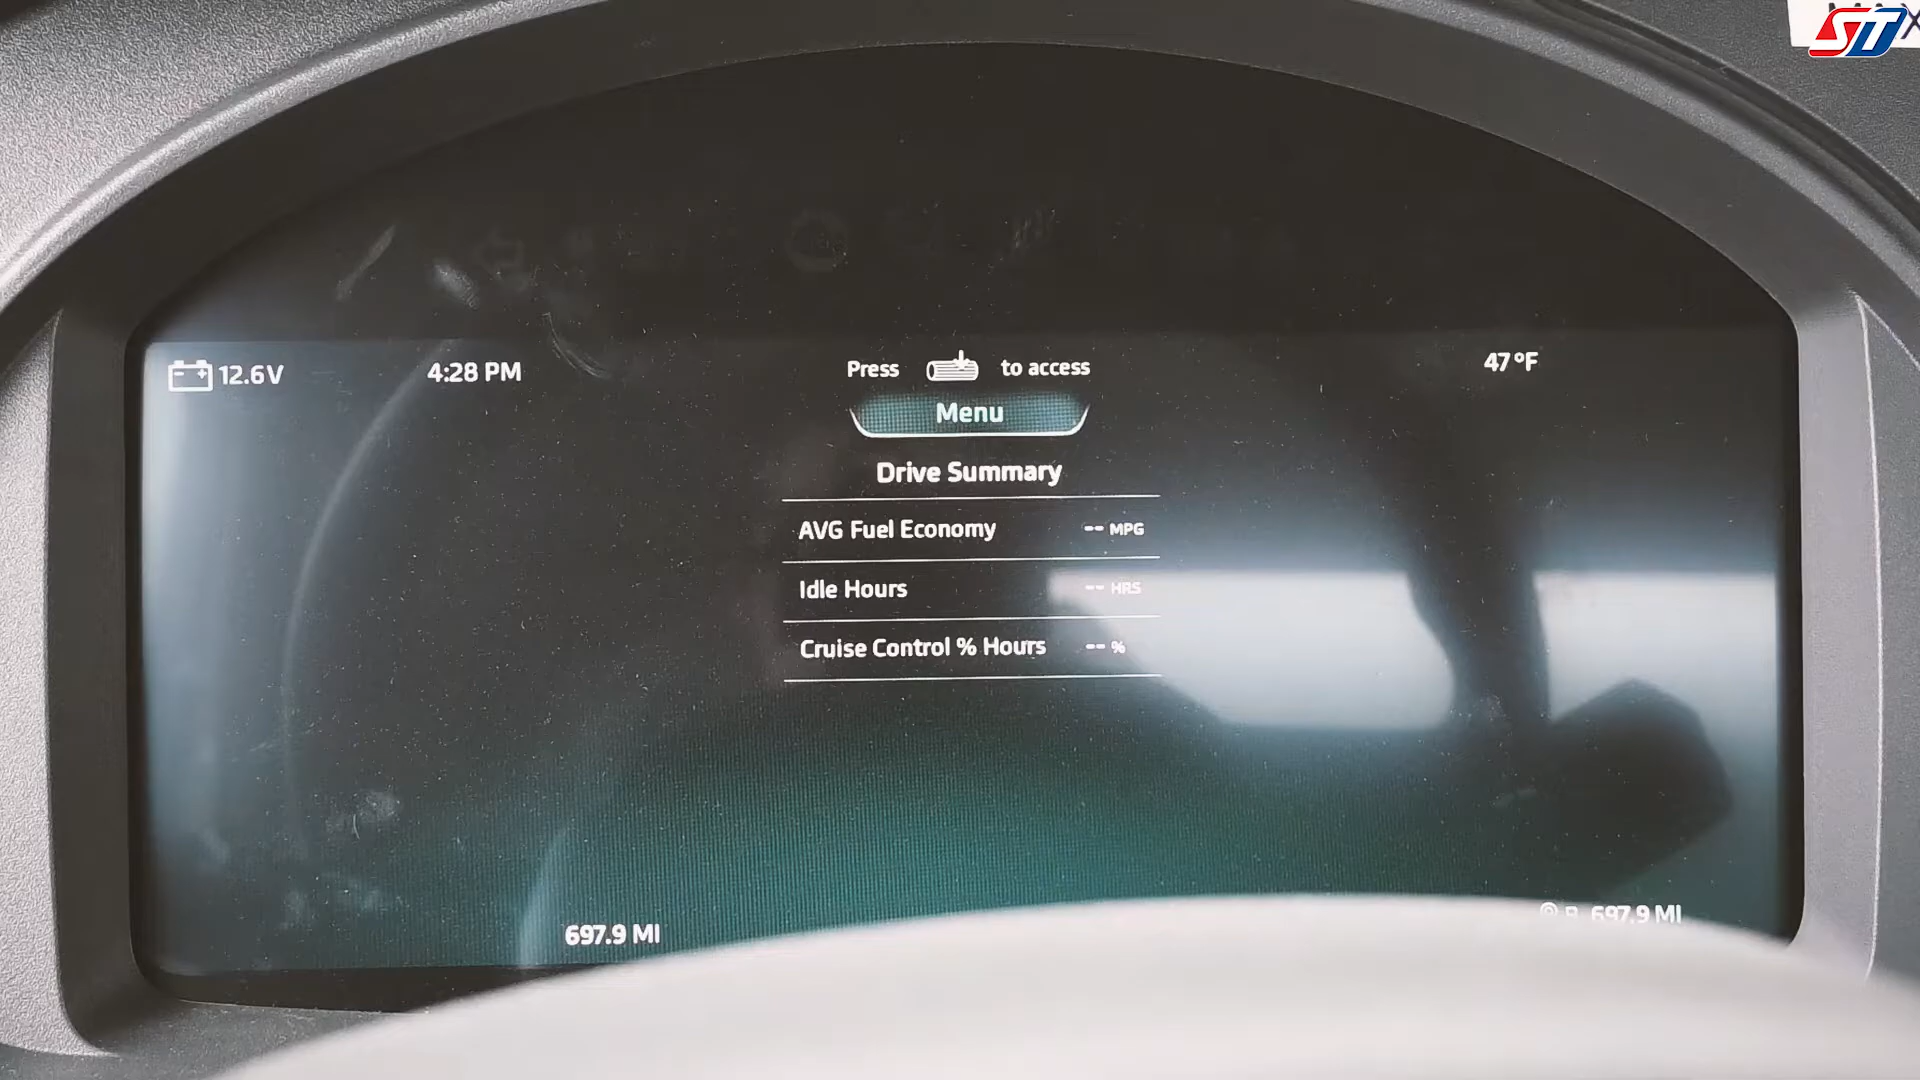 ST
12.6V
4:28 PM
Press to access
47°F
Menu
Drive Summary
AVG Fuel Economy -- MPG
Idle Hours -- HRS
Cruise Control % Hours -- %
697.9 MI
697.9 MI